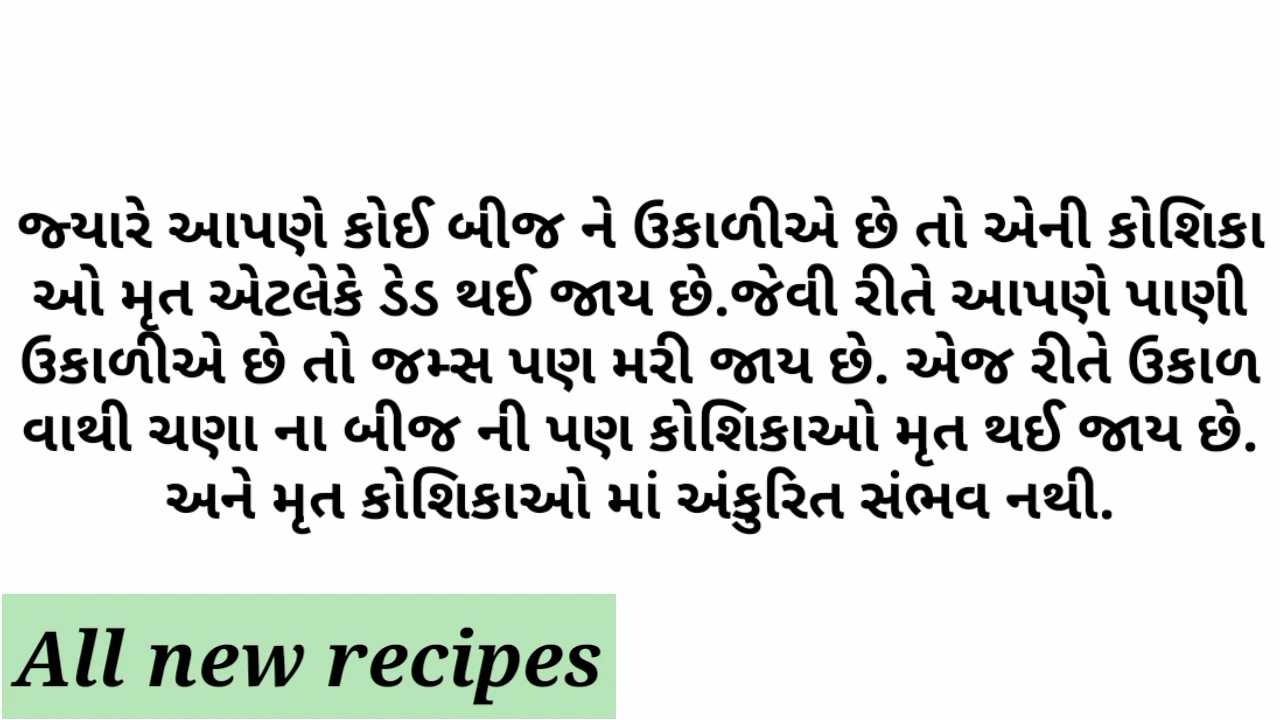 જ્યારે આપણે કોઈ બીજ ને ઉકાળીએ છે તો એની કોશિકા
ઓ મૃત એટલેકે ડેડ થઈ જાય છે.જેવી રીતે આપણે પાણી
ઉકાળીએ છે તો જમ્સ પણ મરી જાય છે. એજ રીતે ઉકાળ
વાથી ચણા ના બીજ ની પણ કોશિકાઓ મૃત થઈ જાય છે.
અને મૃત કોશિકાઓ માં અંકુરિત સંભવ નથી.
All new recipes